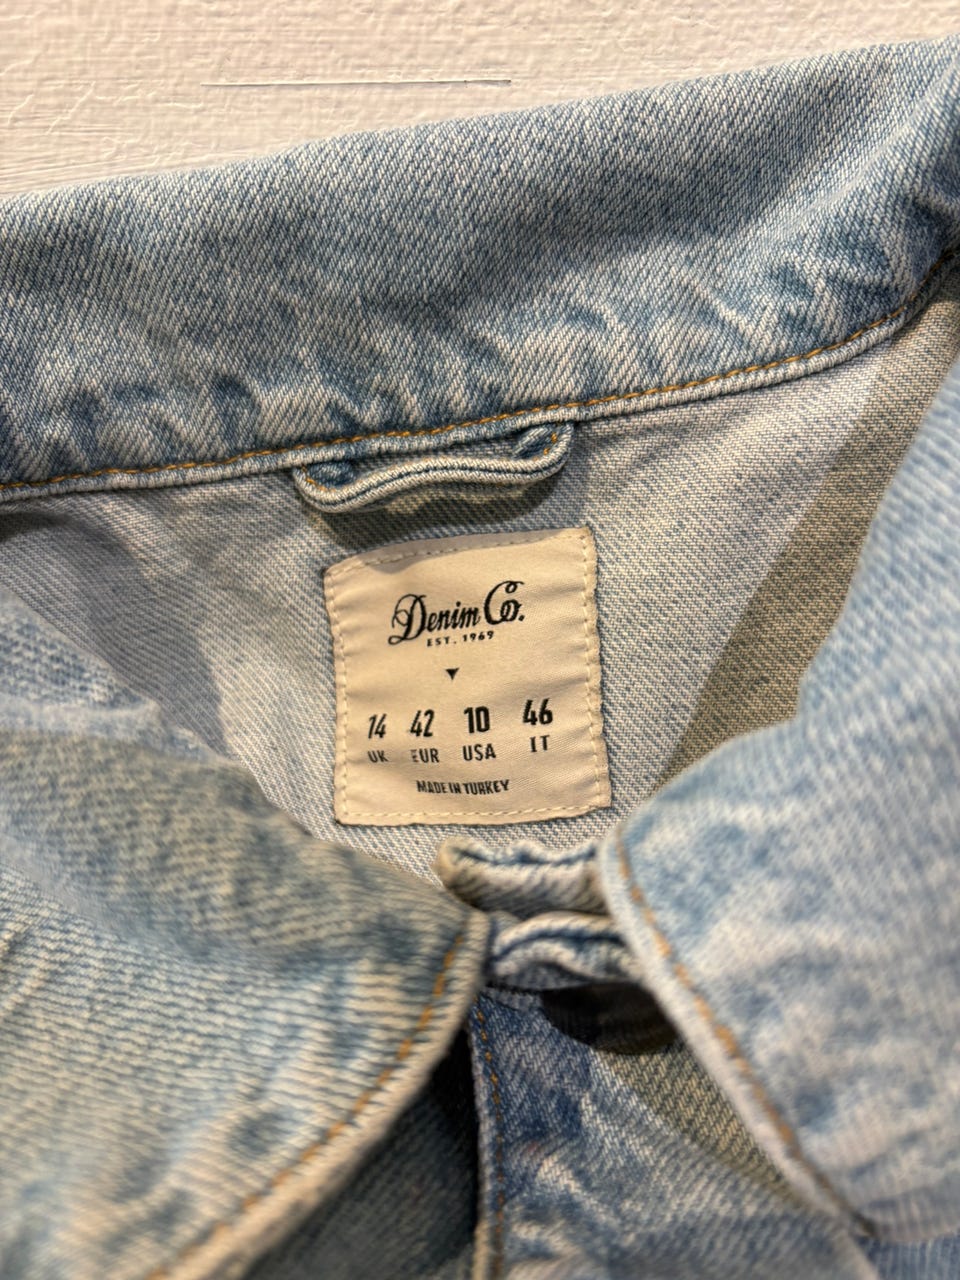 Denim Co.
EST. 1969
14 42 10 46
UK EUR USA IT
MADE IN TURKEY